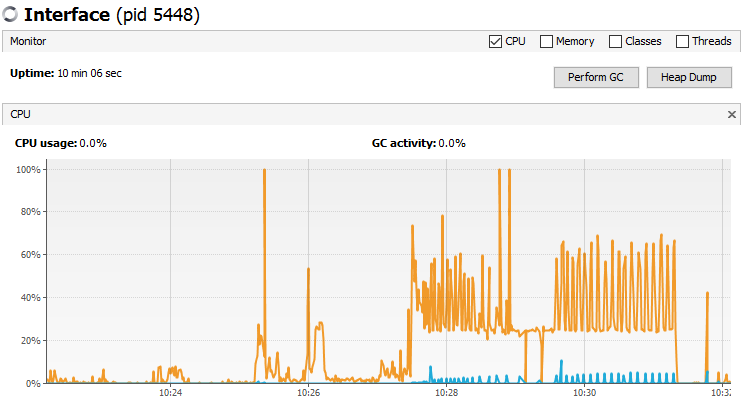 Interface (pid 5448)
Monitor CPU Memory Classes Threads
Uptime: 10 min 06 sec Perform GC Heap Dump
CPU
CPU usage: 0.0% GC activity: 0.0%
100%
80%
60%
40%
20%
0%
10:24 10:26 10:28 10:30